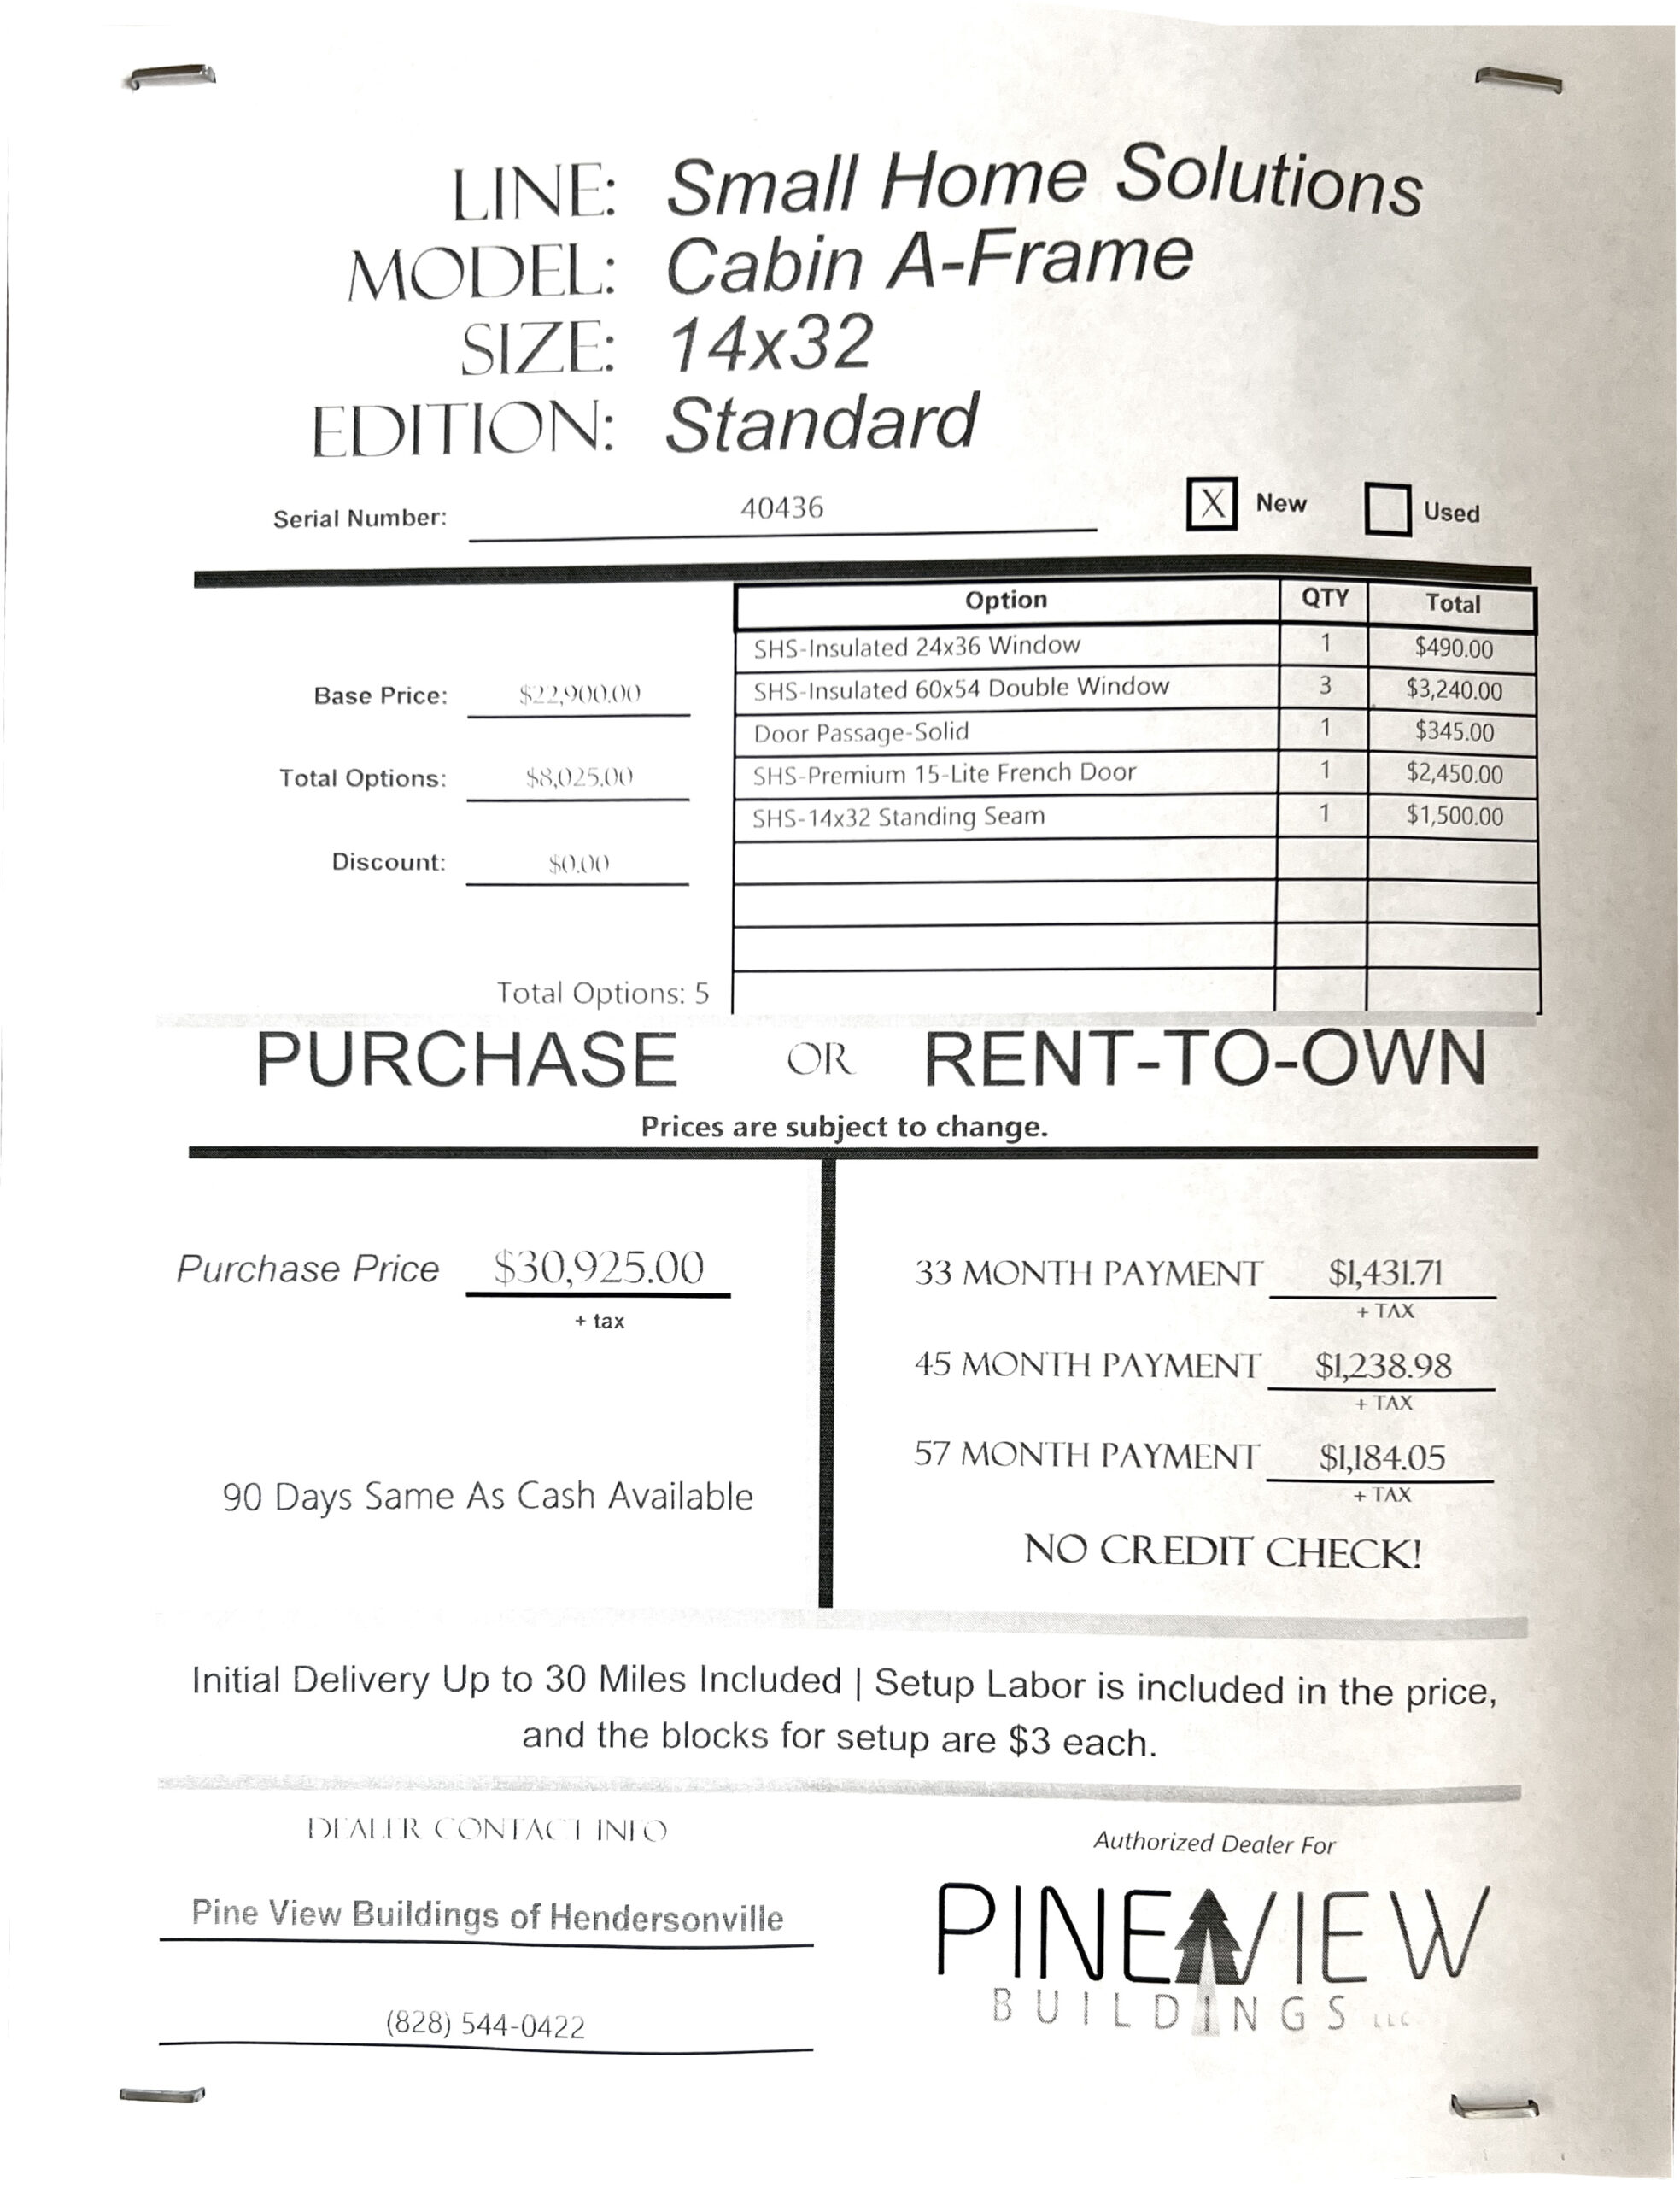 LINE: Small Home Solutions
MODEL: Cabin A-Frame
SIZE: 14x32
EDITION: Standard
Serial Number: 40436 X New Used
Option QTY Total
SHS-Insulated 24x36 Window 1 $490.00
Base Price: $22,900.00 SHS-Insulated 60x54 Double Window 3 $3,240.00
Door Passage-Solid 1 $345.00
Total Options: $8,025.00 SHS-Premium 15-Lite French Door 1 $2,450.00
SHS-14x32 Standing Seam 1 $1,500.00
Discount: $0.00
Total Options: 5
PURCHASE OR RENT-TO-OWN
Prices are subject to change.
Purchase Price $30,925.00
+ tax
90 Days Same As Cash Available
33 MONTH PAYMENT $1,431.71
+ TAX
45 MONTH PAYMENT $1,238.98
+ TAX
57 MONTH PAYMENT $1,184.05
+ TAX
NO CREDIT CHECK!
Initial Delivery Up to 30 Miles Included | Setup Labor is included in the price,
and the blocks for setup are $3 each.
DEALER CONTACT INFO
Pine View Buildings of Hendersonville
(828) 544-0422
Authorized Dealer For
PINEVIEW
BUILDINGS LLC